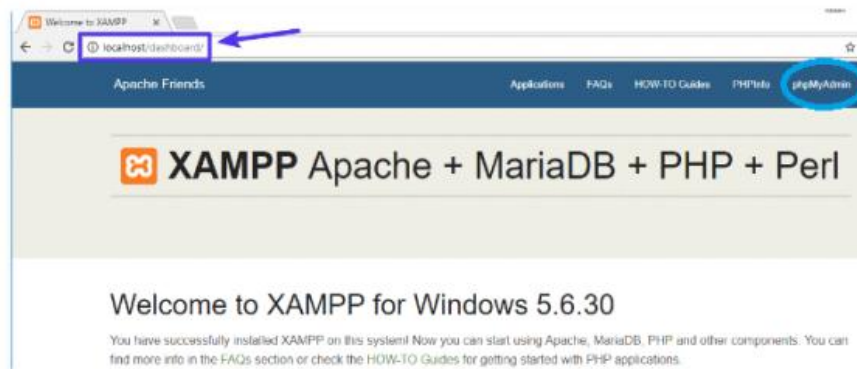 Welcome to XAMPP
localhost/dashboard/
Apache Friends Applications FAQs HOW-TO Guides PHPInfo phpMyAdmin
XAMPP Apache + MariaDB + PHP + Perl
Welcome to XAMPP for Windows 5.6.30
You have successfully installed XAMPP on this system! Now you can start using Apache, MariaDB, PHP and other components. You can
find more info in the FAQs section or check the HOW-TO Guides for getting started with PHP applications.